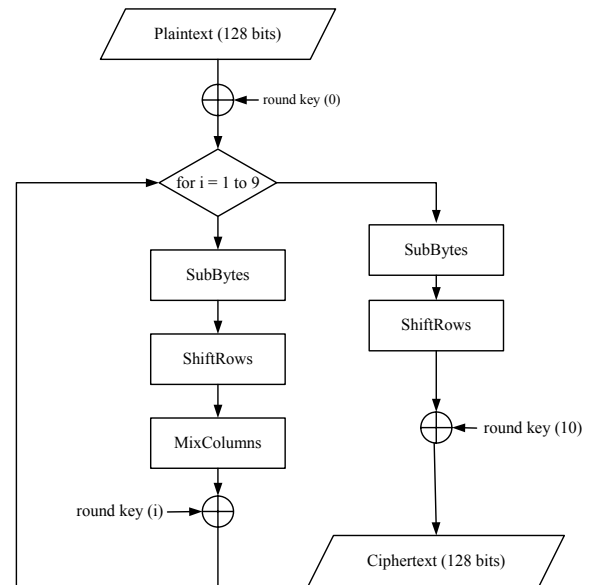 Plaintext (128 bits)
round key (0)
for i = 1 to 9
SubBytes
ShiftRows
MixColumns
round key (i)
SubBytes
ShiftRows
round key (10)
Ciphertext (128 bits)